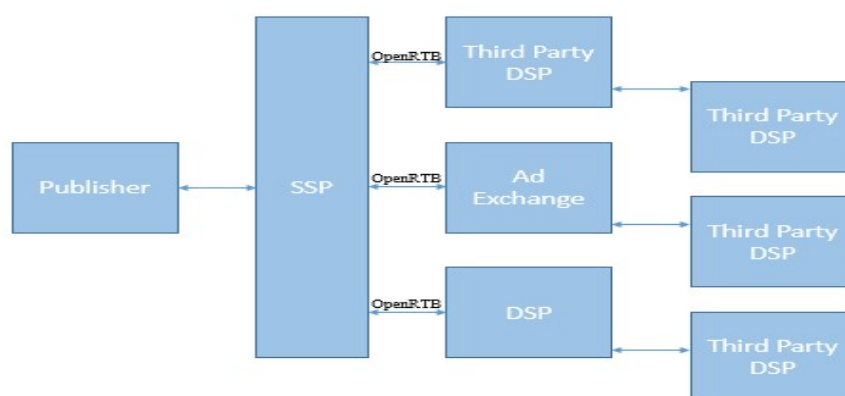 OpenRTB
Third Party
DSP
Third Party
DSP
Publisher
SSP
OpenRTB
Ad
Exchange
Third Party
DSP
OpenRTB
DSP
Third Party
DSP